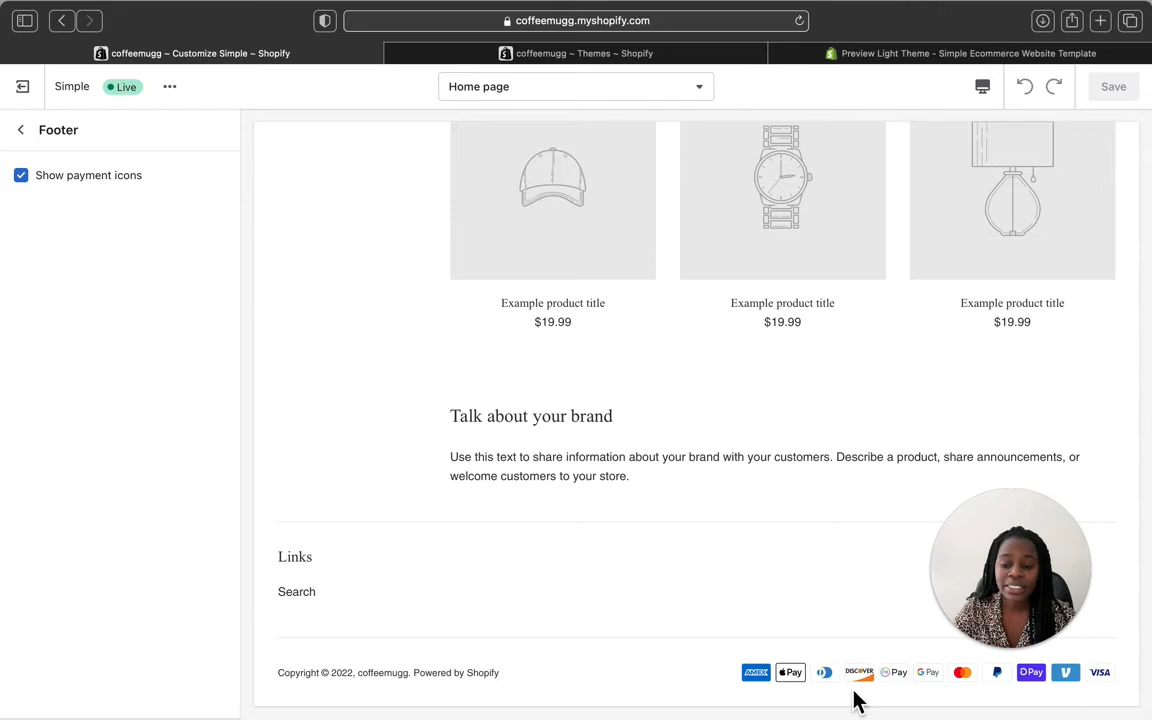 coffeemugg.myshopify.com
coffeemugg ~ Customize Simple ~ Shopify
coffeemugg ~ Themes ~ Shopify
Preview Light Theme - Simple Ecommerce Website Template
Simple
Live
Home page
Save
Footer
Show payment icons
Example product title
$19.99
Example product title
$19.99
Example product title
$19.99
Talk about your brand
Use this text to share information about your brand with your customers. Describe a product, share announcements, or
welcome customers to your store.
Links
Search
Copyright © 2022, coffeemugg. Powered by Shopify
AMEX Pay DISCOVER Pay G Pay Pay VISA